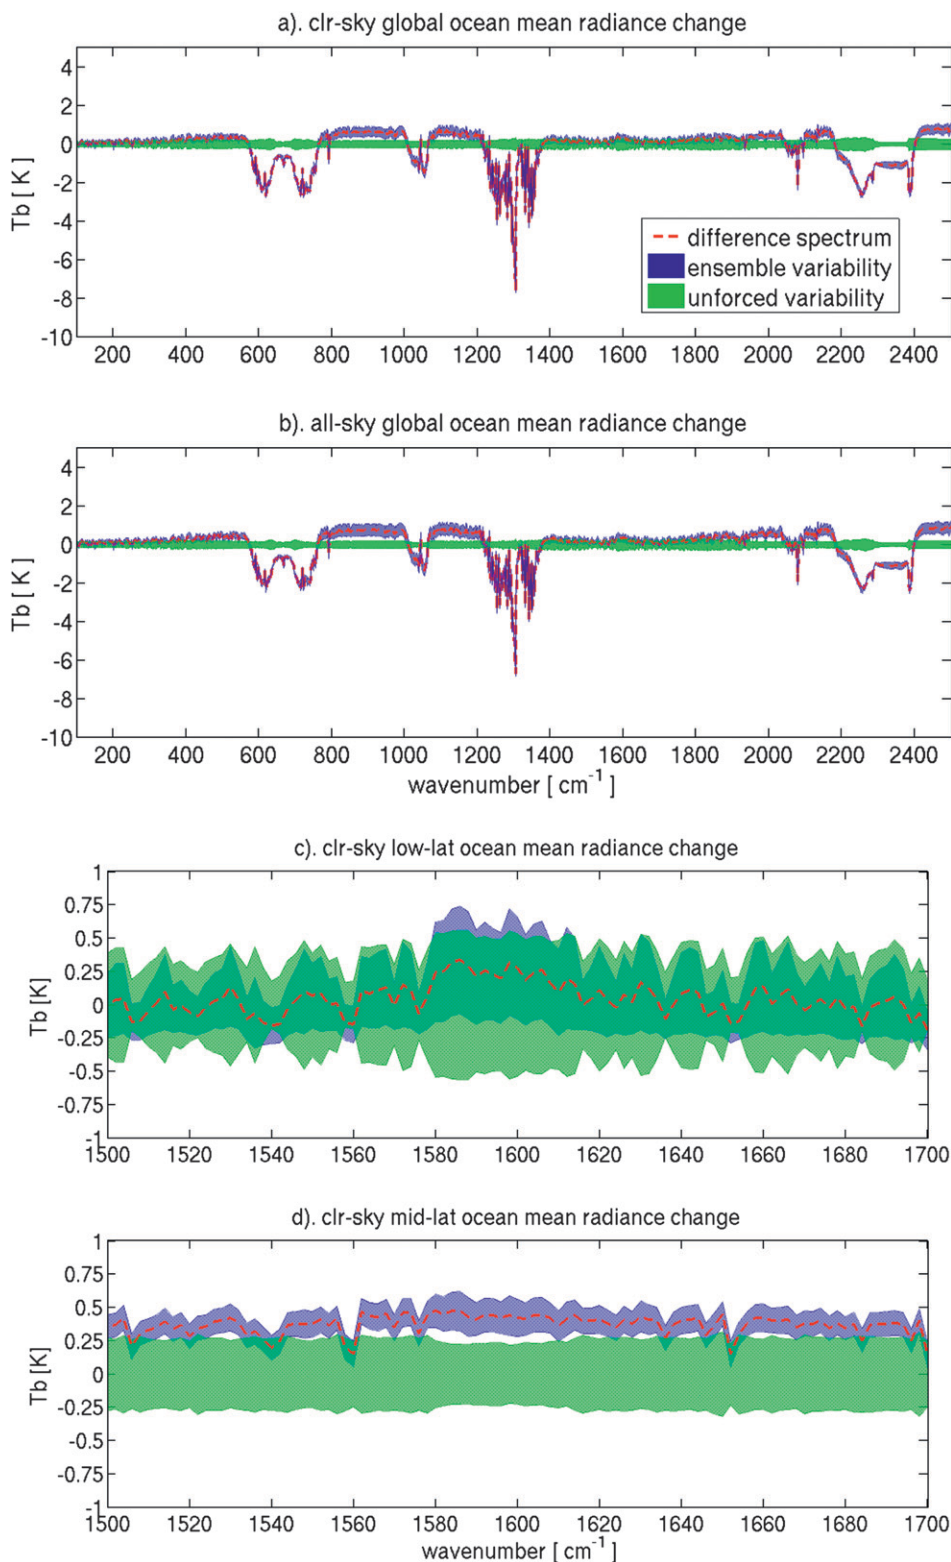 a). clr-sky global ocean mean radiance change
4
2
0
-2
-4
-6
-8
-10
Tb [ K ]
difference spectrum
ensemble variability
unforced variability
200 400 600 800 1000 1200 1400 1600 1800 2000 2200 2400
b). all-sky global ocean mean radiance change
4
2
0
-2
-4
-6
-8
-10
Tb [ K ]
200 400 600 800 1000 1200 1400 1600 1800 2000 2200 2400
wavenumber [ cm-1 ]
c). clr-sky low-lat ocean mean radiance change
1
0.75
0.5
0.25
0
-0.25
-0.5
-0.75
-1
Tb [K]
1500 1520 1540 1560 1580 1600 1620 1640 1660 1680 1700
d). clr-sky mid-lat ocean mean radiance change
1
0.75
0.5
0.25
0
-0.25
-0.5
-0.75
-1
Tb [K]
1500 1520 1540 1560 1580 1600 1620 1640 1660 1680 1700
wavenumber [ cm-1 ]